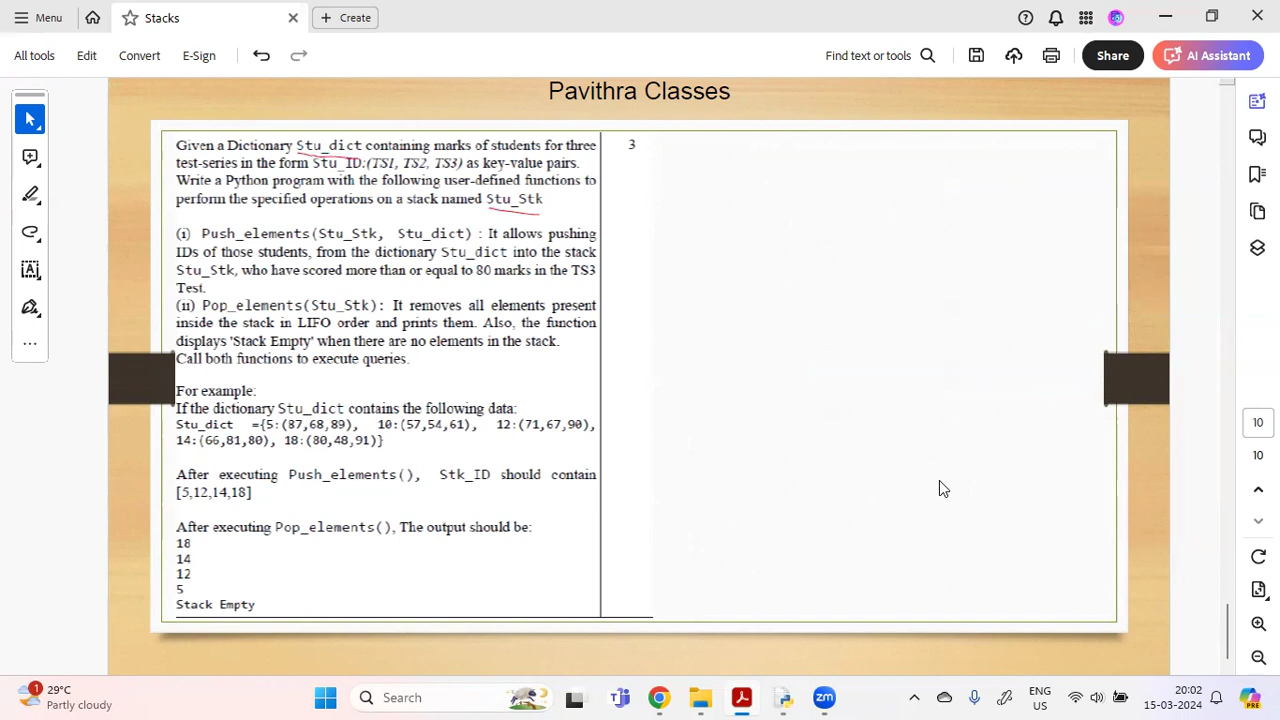 Menu
Stacks
Create
All tools
Edit
Convert
E-Sign
Find text or tools
Share
AI Assistant
Pavithra Classes
Given a Dictionary Stu_dict containing marks of students for three
test-series in the form Stu_ID:(TS1, TS2, TS3) as key-value pairs.
Write a Python program with the following user-defined functions to
perform the specified operations on a stack named Stu_Stk
3
(i) Push_elements(Stu_Stk, Stu_dict) : It allows pushing
IDs of those students, from the dictionary Stu_dict into the stack
Stu_Stk, who have scored more than or equal to 80 marks in the TS3
Test.
(ii) Pop_elements(Stu_Stk): It removes all elements present
inside the stack in LIFO order and prints them. Also, the function
displays 'Stack Empty' when there are no elements in the stack.
Call both functions to execute queries.
For example:
If the dictionary Stu_dict contains the following data:
Stu_dict ={5:(87,68,89), 10:(57,54,61), 12:(71,67,90),
14:(66,81,80), 18:(80,48,91)}
After executing Push_elements(), Stk_ID should contain
[5,12,14,18]
After executing Pop_elements(), The output should be:
18
14
12
5
Stack Empty
10
10
1
29°C
Partly cloudy
Search
ENG
US
20:02
15-03-2024
PRE